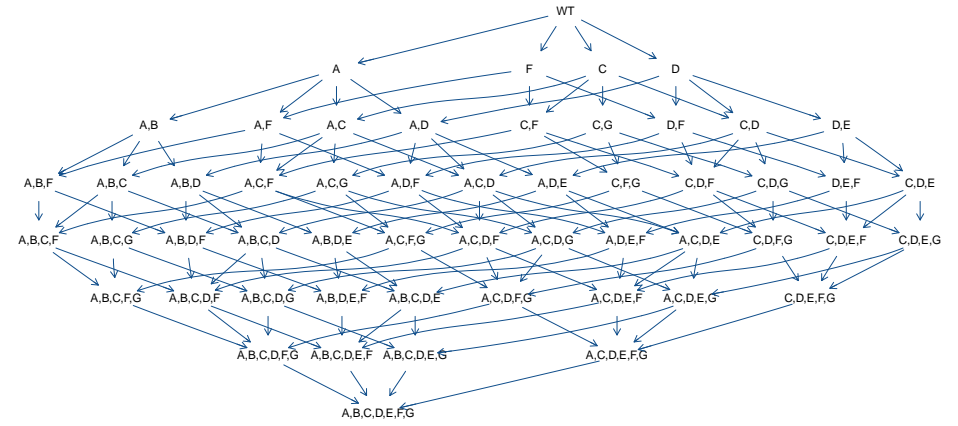 WT
A F C D
A,B A,F A,C A,D C,F C,G D,F C,D D,E
A,B,F A,B,C A,B,D A,C,F A,C,G A,D,F A,C,D A,D,E C,F,G C,D,F C,D,G D,E,F C,D,E
A,B,C,F A,B,C,G A,B,D,F A,B,C,D A,B,D,E A,C,F,G A,C,D,F A,C,D,G A,D,E,F A,C,D,E C,D,F,G C,D,E,F C,D,E,G
A,B,C,F,G A,B,C,D,F A,B,C,D,G A,B,D,E,F A,B,C,D,E A,C,D,F,G A,C,D,E,F A,C,D,E,G C,D,E,F,G
A,B,C,D,F,G A,B,C,D,E,F A,B,C,D,E,G A,C,D,E,F,G
A,B,C,D,E,F,G